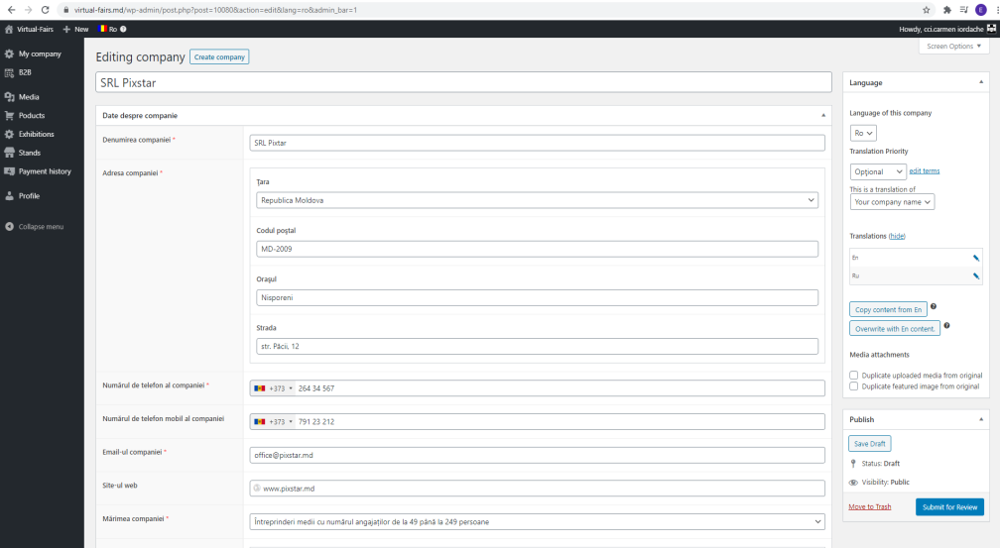 virtual-fairs.md/wp-admin/post.php?post=10080&action=edit&lang=ro&admin_bar=1
E
Virtual-Fairs
New
Ro
Howdy, cci.carmen iordache
My company
B2B
Media
Poducts
Exhibitions
Stands
Payment history
Profile
Collapse menu
Screen Options
Editing company
Create company
SRL Pixstar
Date despre companie
Denumirea companiei *
SRL Pixtar
Adresa companiei *
Țara
Republica Moldova
Codul poștal
MD-2009
Orașul
Nisporeni
Strada
str. Păcii, 12
Numărul de telefon al companiei *
+373
264 34 567
Numărul de telefon mobil al companiei
+373
791 23 212
Email-ul companiei *
office@pixstar.md
Site-ul web
www.pixstar.md
Mărimea companiei *
Întreprinderi medii cu numărul angajaților de la 49 până la 249 persoane
Language
Language of this company
Ro
Translation Priority
Opțional
edit terms
This is a translation of
Your company name
Translations (hide)
En
Ru
Copy content from En
Overwrite with En content.
Media attachments
Duplicate uploaded media from original
Duplicate featured image from original
Publish
Save Draft
Status: Draft
Visibility: Public
Move to Trash
Submit for Review